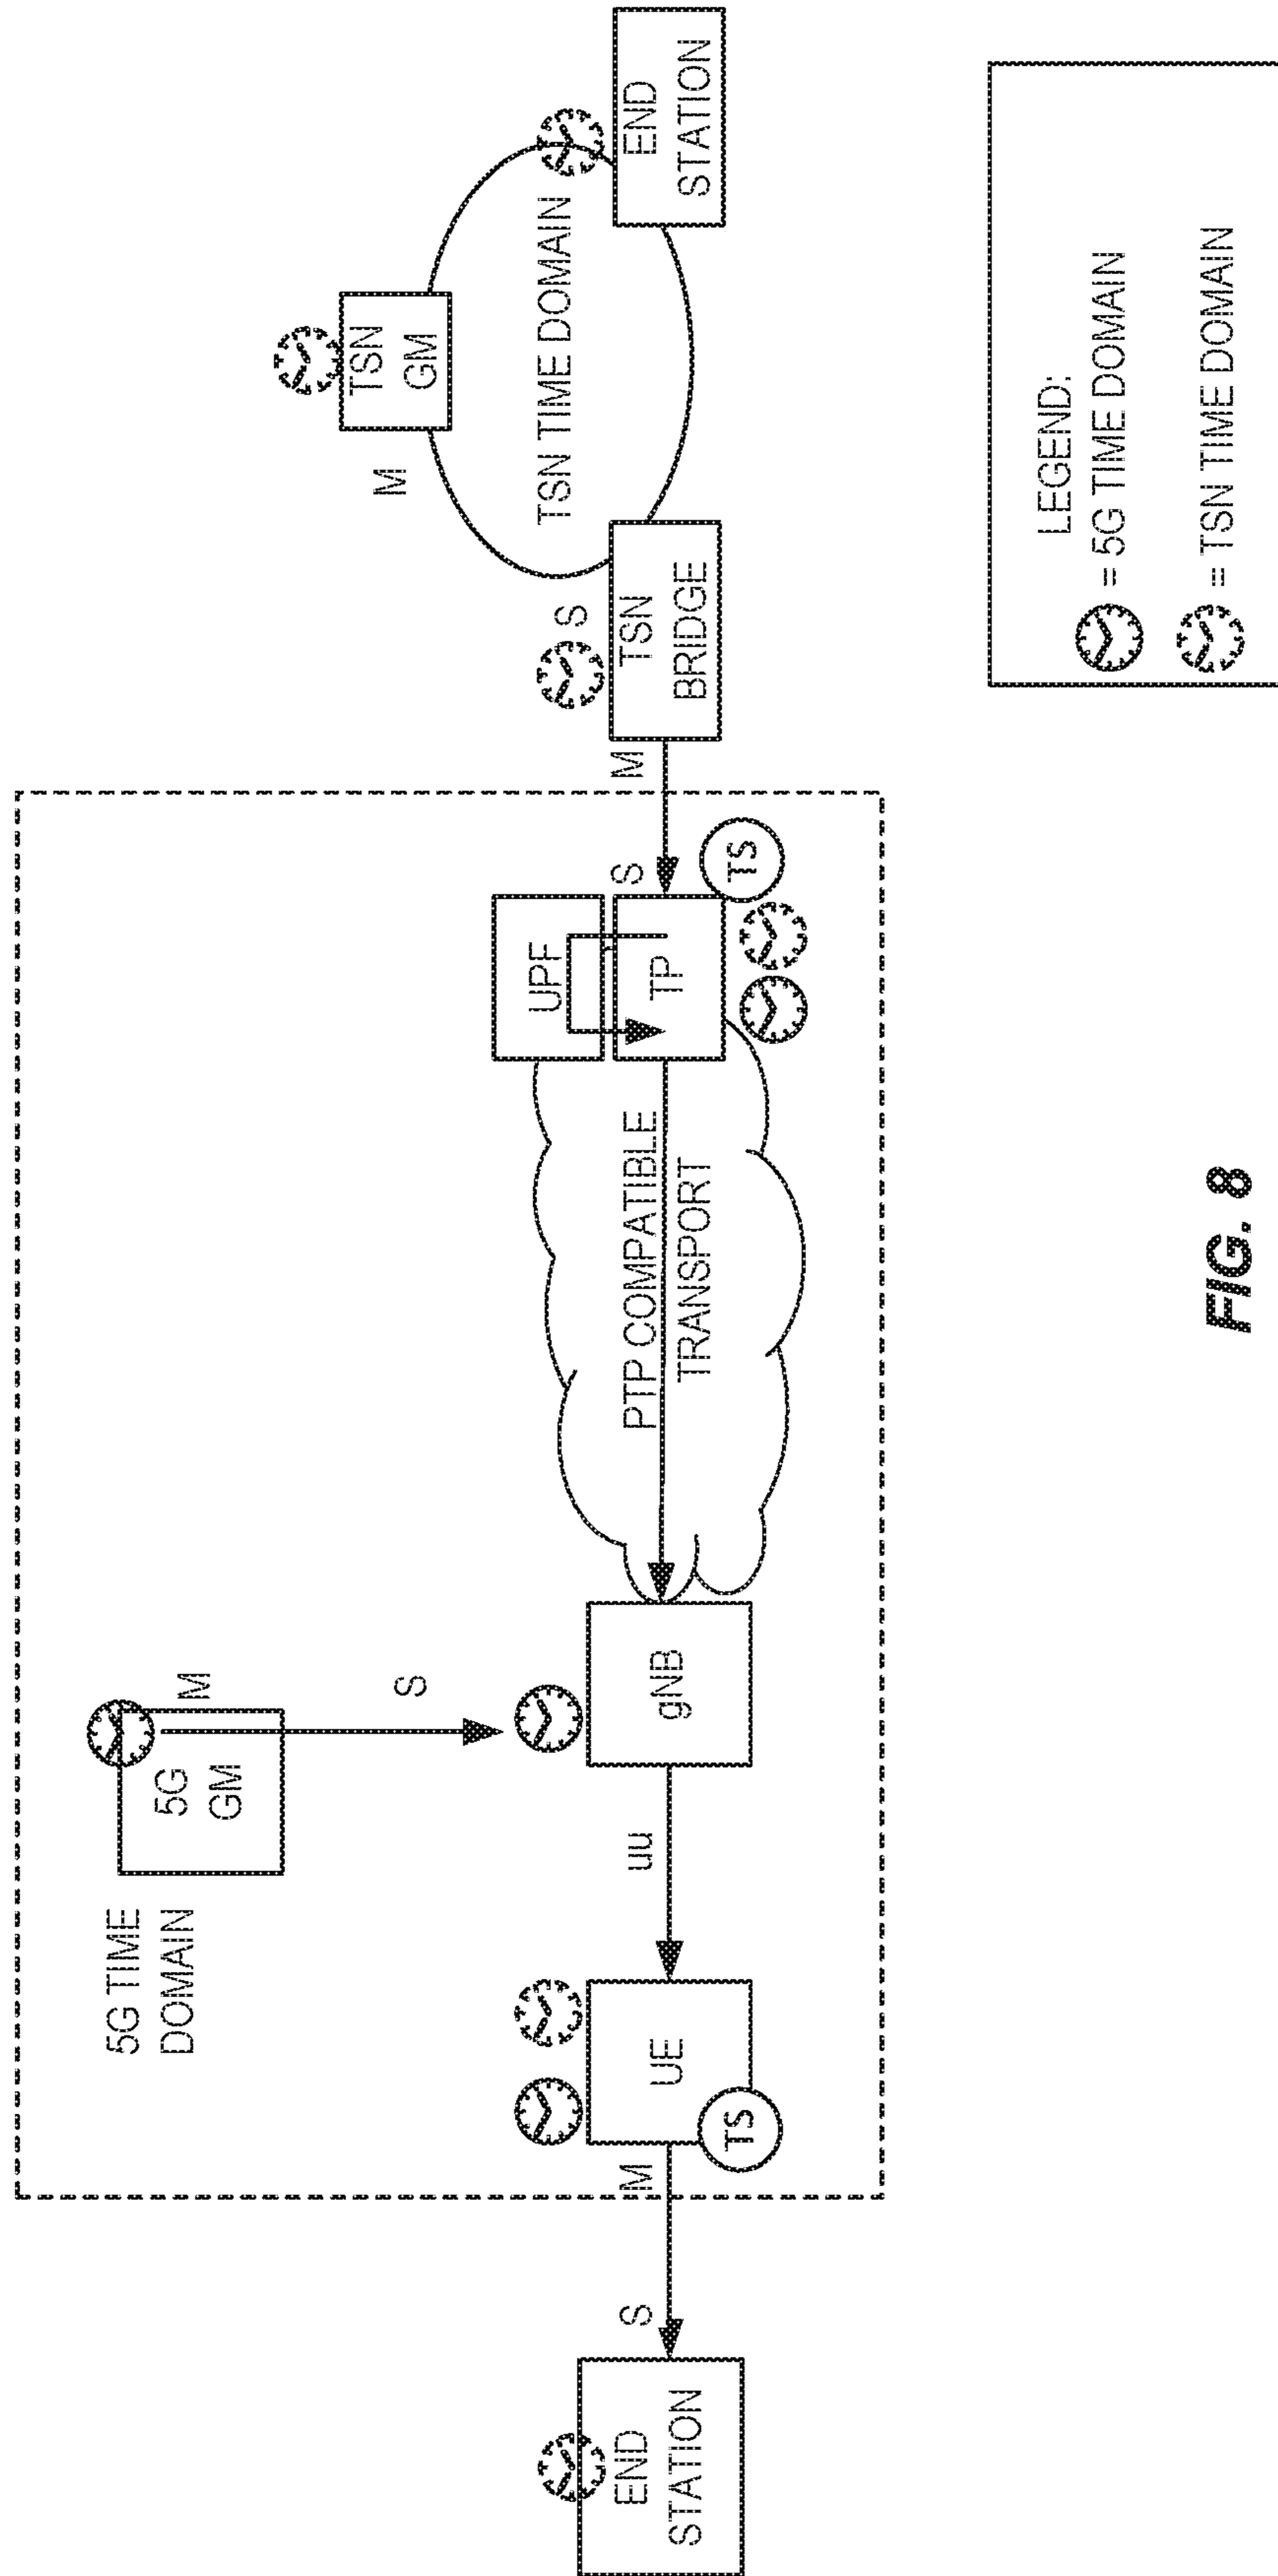 5G TIME
DOMAIN
5G
GM
M
S
END
STATION
S
M
UE
TS
uu
gNB
PTP COMPATIBLE
TRANSPORT
UPF
TP
TS
S
M
TSN
BRIDGE
S
M
TSN
GM
TSN TIME DOMAIN
END
STATION
LEGEND:
= 5G TIME DOMAIN
= TSN TIME DOMAIN
FIG. 8